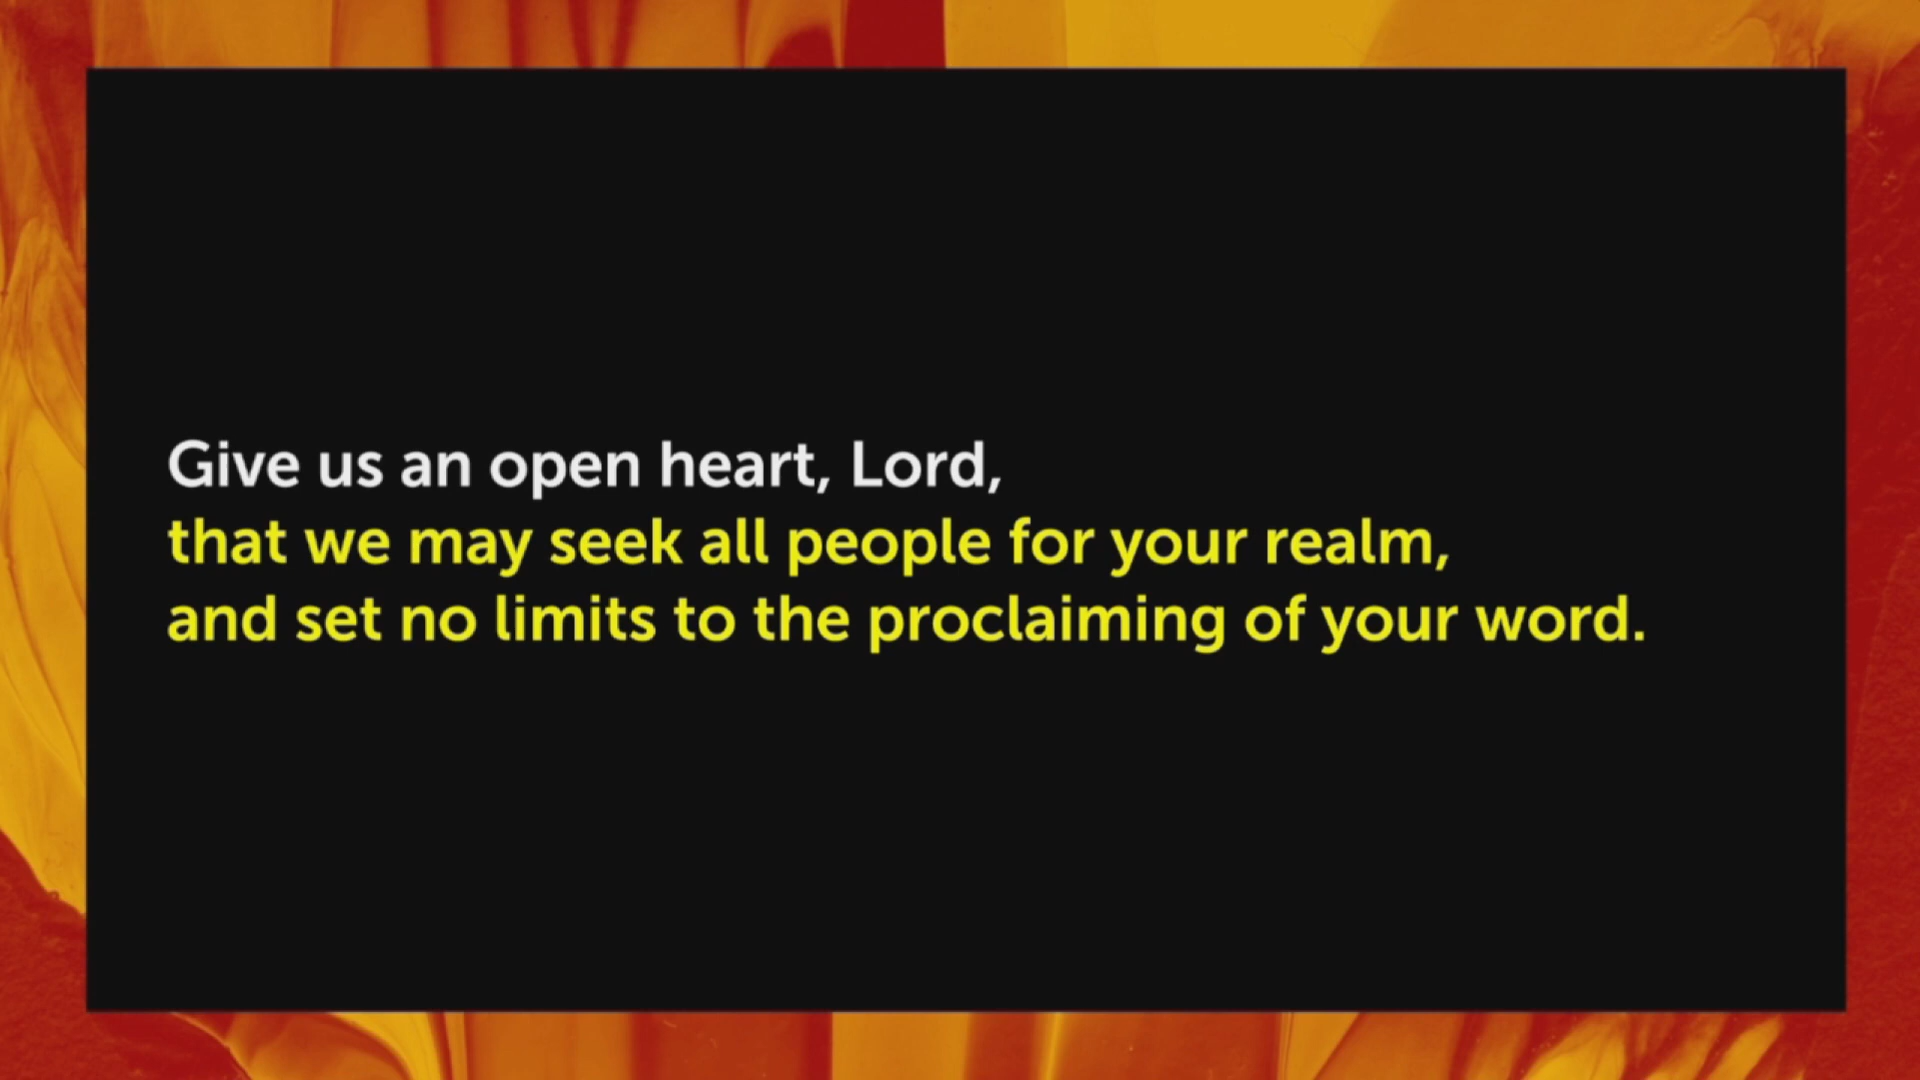 Give us an open heart, Lord,
that we may seek all people for your realm,
and set no limits to the proclaiming of your word.